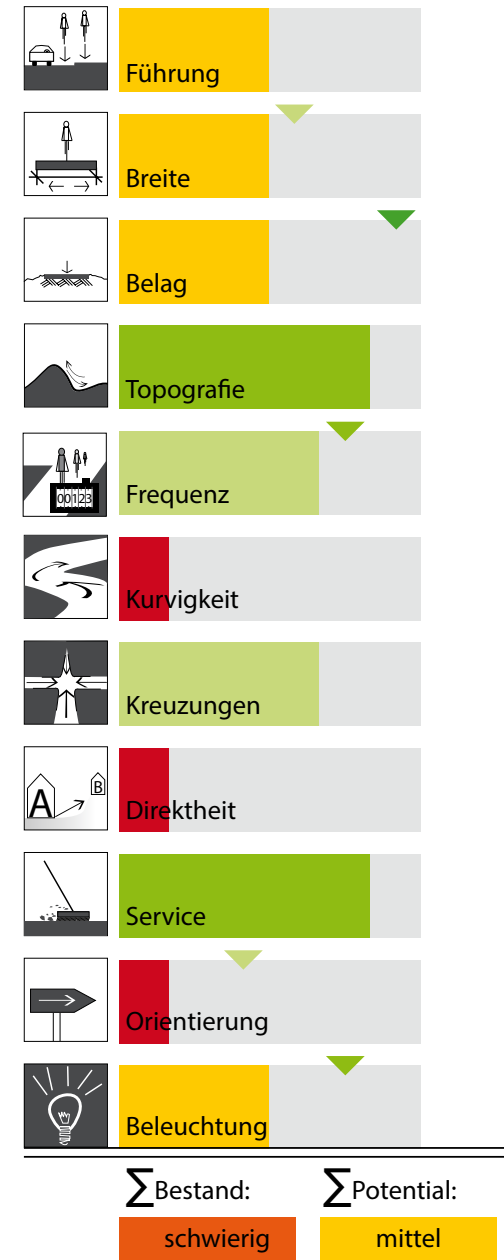 Führung
Breite
Belag
Topografie
00123
Frequenz
Kurvigkeit
Kreuzungen
A B
Direktheit
Service
Orientierung
Beleuchtung
∑Bestand: ∑Potential:
schwierig mittel